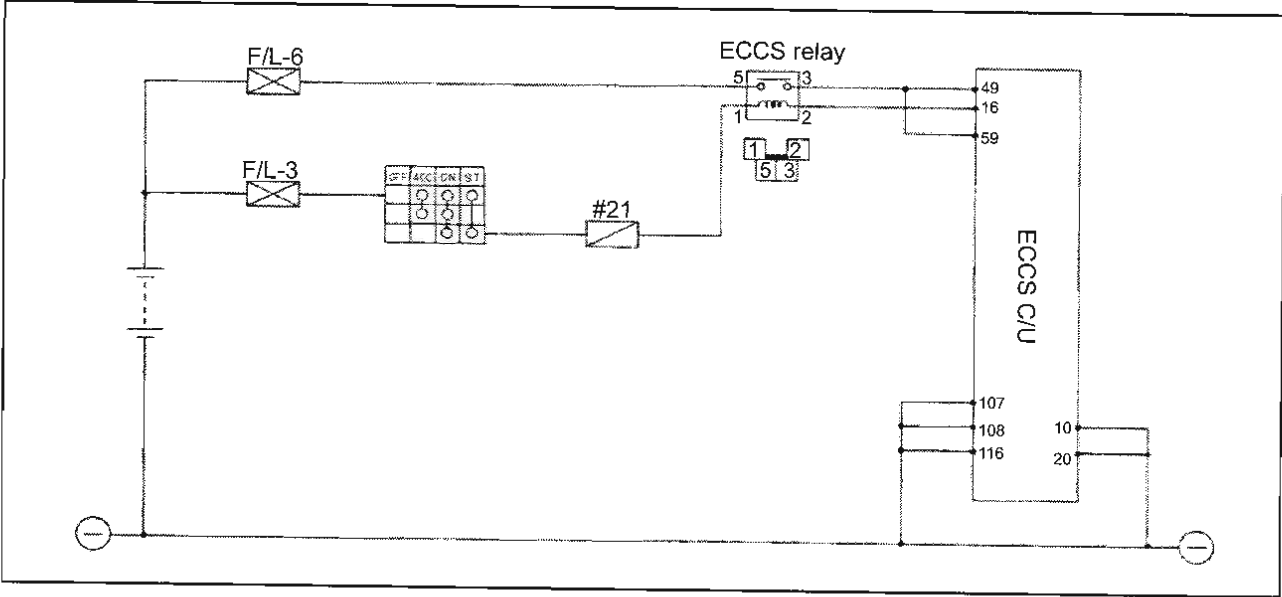 F/L-6
ECCS relay
5 3
1 2
49
16
59
1 2
5 3
F/L-3
OFF ACC ON ST
#21
ECCS C/U
107
108
116
10
20